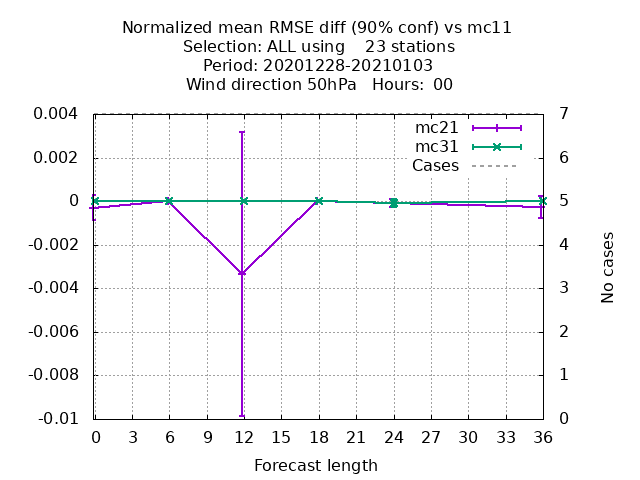 Normalized mean RMSE diff (90% conf) vs mc11
Selection: ALL using    23 stations
Period: 20201228-20210103
Wind direction 50hPa   Hours: 00
mc21
mc31
Cases
0.004
0.002
0
-0.002
-0.004
-0.006
-0.008
-0.01
7
6
5
4
3
2
1
0
No cases
0 3 6 9 12 15 18 21 24 27 30 33 36
Forecast length